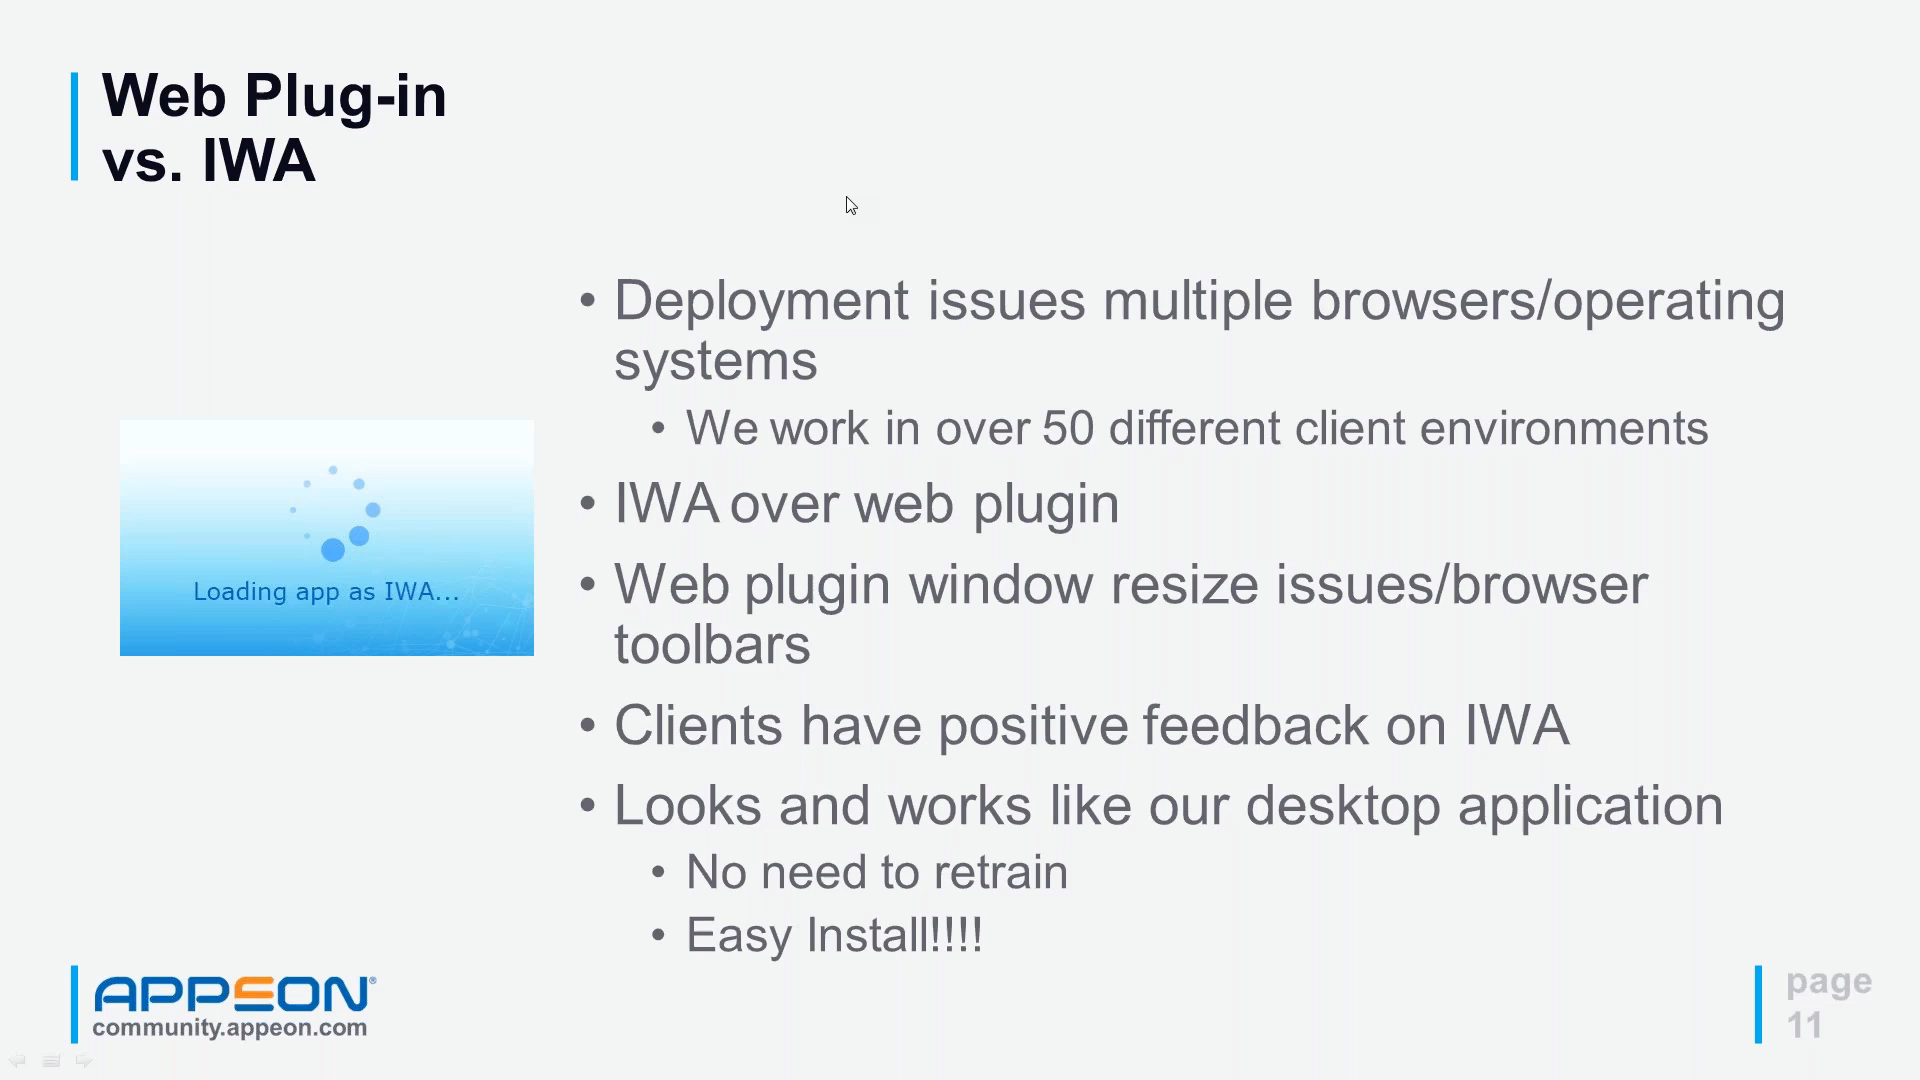 Web Plug-in
vs. IWA
• Deployment issues multiple browsers/operating
systems
• We work in over 50 different client environments
• IWA over web plugin
• Web plugin window resize issues/browser
toolbars
• Clients have positive feedback on IWA
• Looks and works like our desktop application
• No need to retrain
• Easy Install!!!!
Loading app as IWA...
APPEON®
community.appeon.com
page
11